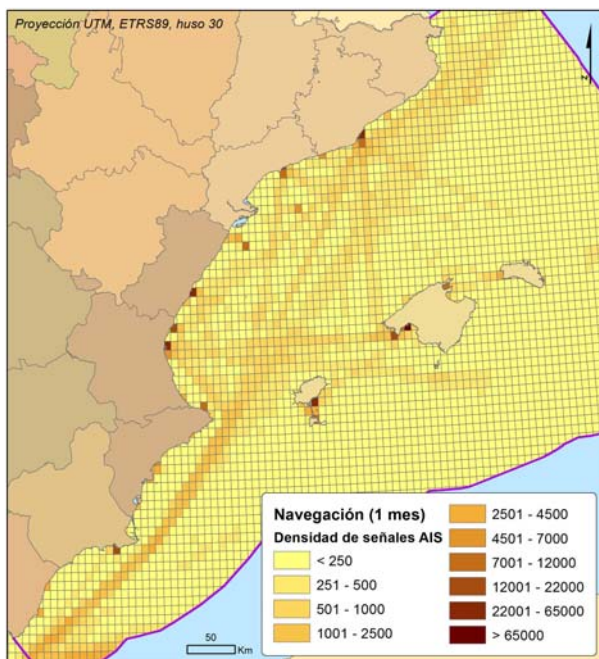 Proyección UTM, ETRS89, huso 30
Z
Navegación (1 mes)
Densidad de señales AIS
< 250
251 - 500
501 - 1000
1001 - 2500
2501 - 4500
4501 - 7000
7001 - 12000
12001 - 22000
22001 - 65000
> 65000
50
Km